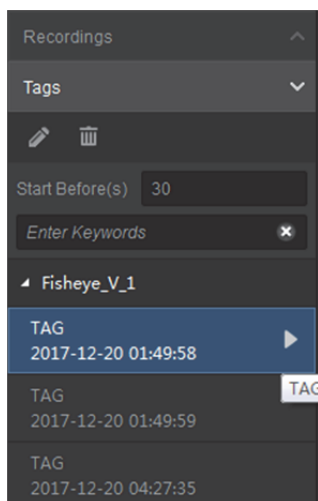 Recordings
Tags
Start Before(s) 30
Enter Keywords
Fisheye_V_1
TAG
2017-12-20 01:49:58
TAG
TAG
2017-12-20 01:49:59
TAG
2017-12-20 04:27:35